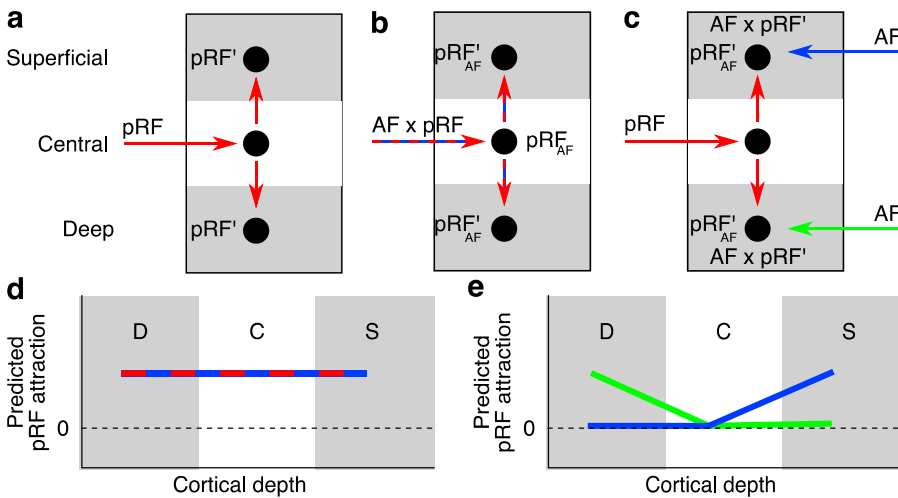 a
Superficial
Central
Deep
pRF
pRF'
pRF'
b
AF x pRF
pRF'AF
pRFAF
pRF'AF
c
AF x pRF'
pRF'AF
AF
pRF
pRF'AF
AF x pRF'
AF
d
D C S
Predicted
pRF attraction
0
Cortical depth
e
D C S
Predicted
pRF attraction
0
Cortical depth